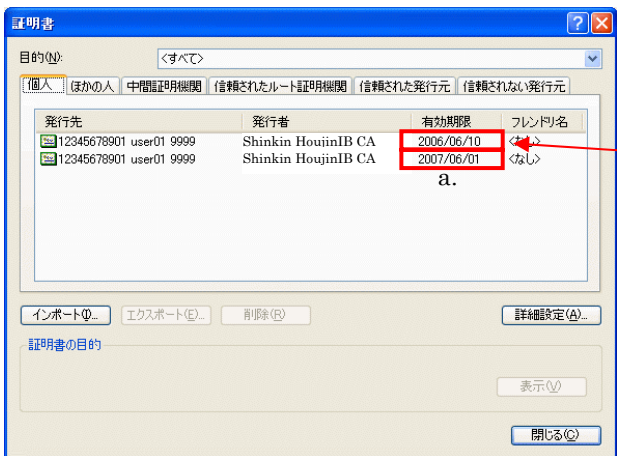 証明書
目的(N): <すべて>
個人 ほかの人 中間証明機関 信頼されたルート証明機関 信頼された発行元 信頼されない発行元
発行先 発行者 有効期限 フレンドリ名
12345678901 user01 9999 Shinkin HoujinIB CA 2006/06/10 <なし>
12345678901 user01 9999 Shinkin HoujinIB CA 2007/06/01 <なし>
a.
インポート(I)... エクスポート(E)... 削除(R) 詳細設定(A)...
証明書の目的
表示(V)
閉じる(C)